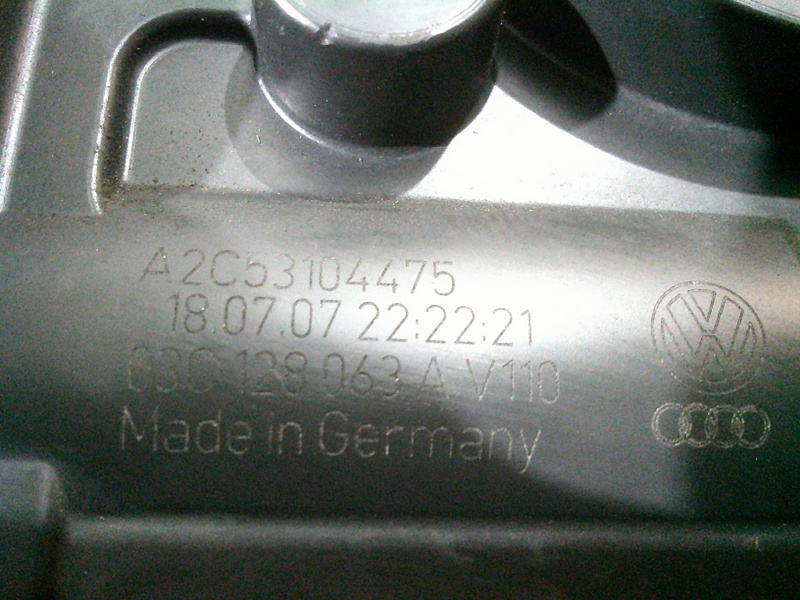 A2C53104475
18.07.07 22:22:21
03C 128 063 A V110
Made in Germany